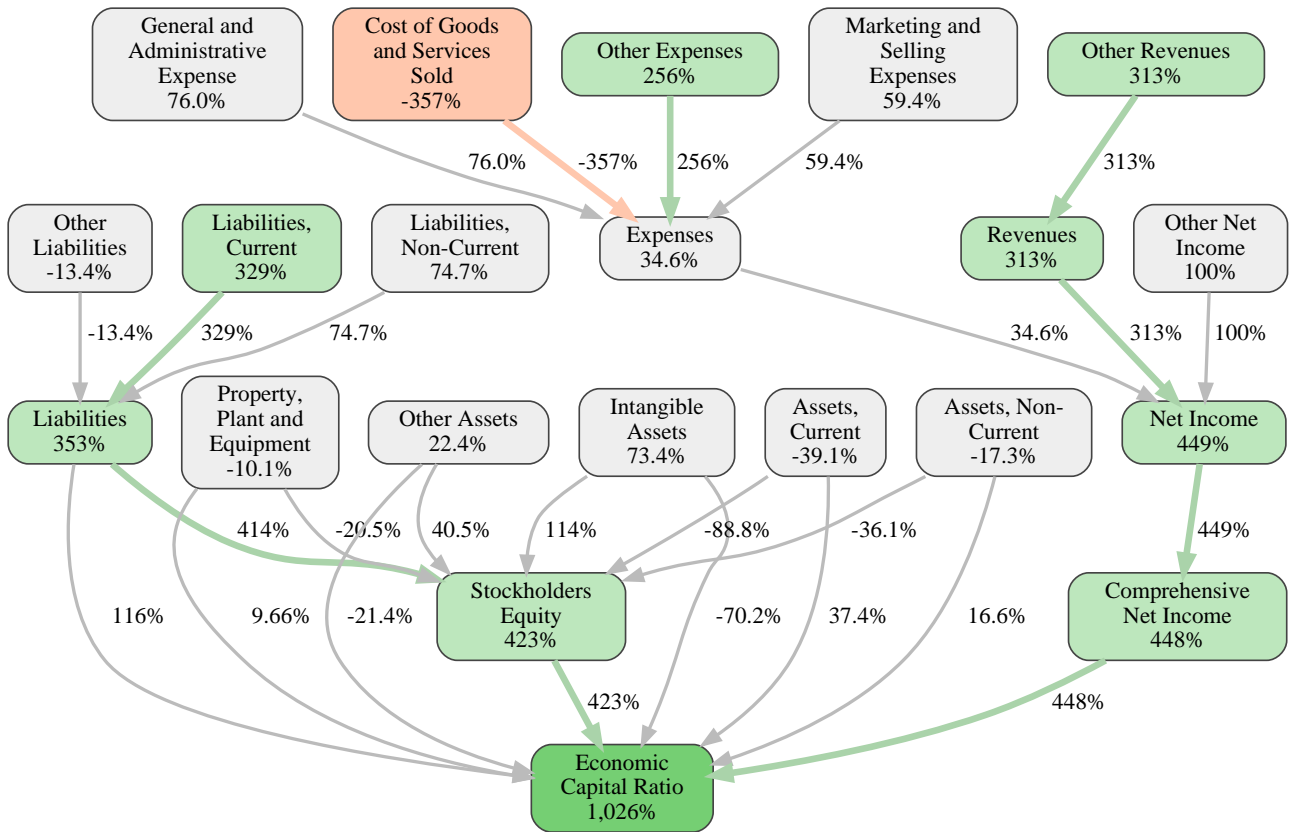 General and
Administrative
Expense
76.0%
Cost of Goods
and Services
Sold
-357%
Other Expenses
256%
Marketing and
Selling
Expenses
59.4%
Other Revenues
313%
76.0%
-357%
256%
59.4%
313%
Other
Liabilities
-13.4%
Liabilities,
Current
329%
Liabilities,
Non-Current
74.7%
Expenses
34.6%
Revenues
313%
Other Net
Income
100%
-13.4%
329%
74.7%
34.6%
313%
100%
Liabilities
353%
Property,
Plant and
Equipment
-10.1%
Other Assets
22.4%
Intangible
Assets
73.4%
Assets,
Current
-39.1%
Assets, Non-
Current
-17.3%
Net Income
449%
414%
-20.5%
40.5%
114%
-88.8%
-36.1%
449%
Stockholders
Equity
423%
Comprehensive
Net Income
448%
116%
9.66%
-21.4%
-70.2%
37.4%
16.6%
423%
448%
Economic
Capital Ratio
1,026%